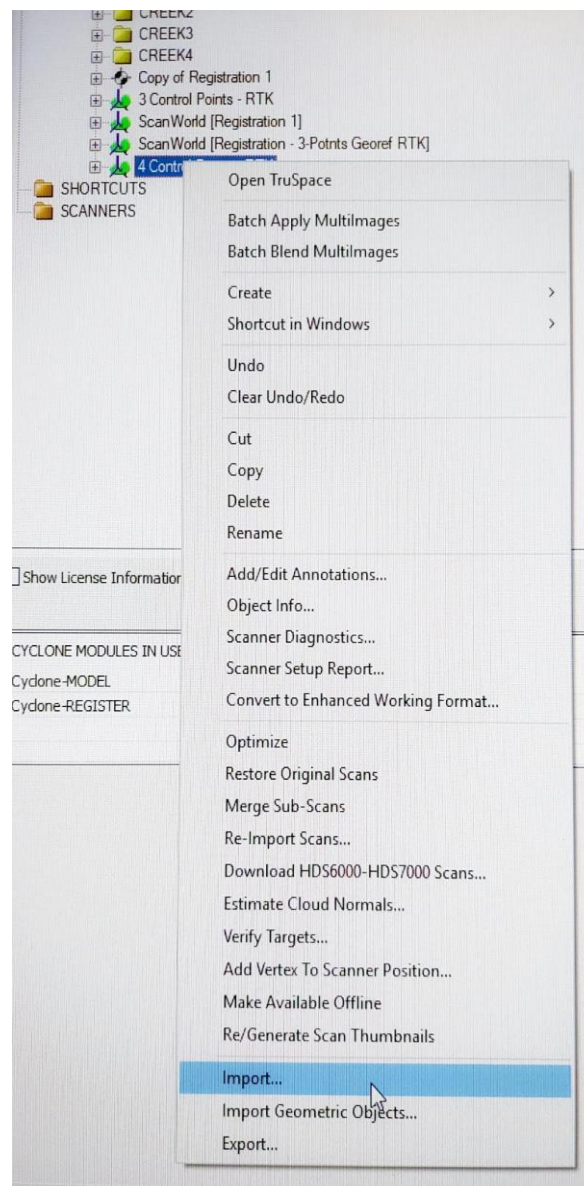 CREEK2
CREEK3
CREEK4
Copy of Registration 1
3 Control Points - RTK
ScanWorld [Registration 1]
ScanWorld [Registration - 3-Potnts Georef RTK]
4 Contr
SHORTCUTS
SCANNERS
Open TruSpace
Batch Apply MultiImages
Batch Blend MultiImages
Create
Shortcut in Windows
Undo
Clear Undo/Redo
Cut
Copy
Delete
Rename
Show License Information
Add/Edit Annotations...
Object Info...
Scanner Diagnostics...
CYCLONE MODULES IN USE
Scanner Setup Report...
Cyclone-MODEL
Convert to Enhanced Working Format...
Cyclone-REGISTER
Optimize
Restore Original Scans
Merge Sub-Scans
Re-Import Scans...
Download HDS6000-HDS7000 Scans...
Estimate Cloud Normals...
Verify Targets...
Add Vertex To Scanner Position...
Make Available Offline
Re/Generate Scan Thumbnails
Import...
Import Geometric Objects...
Export...